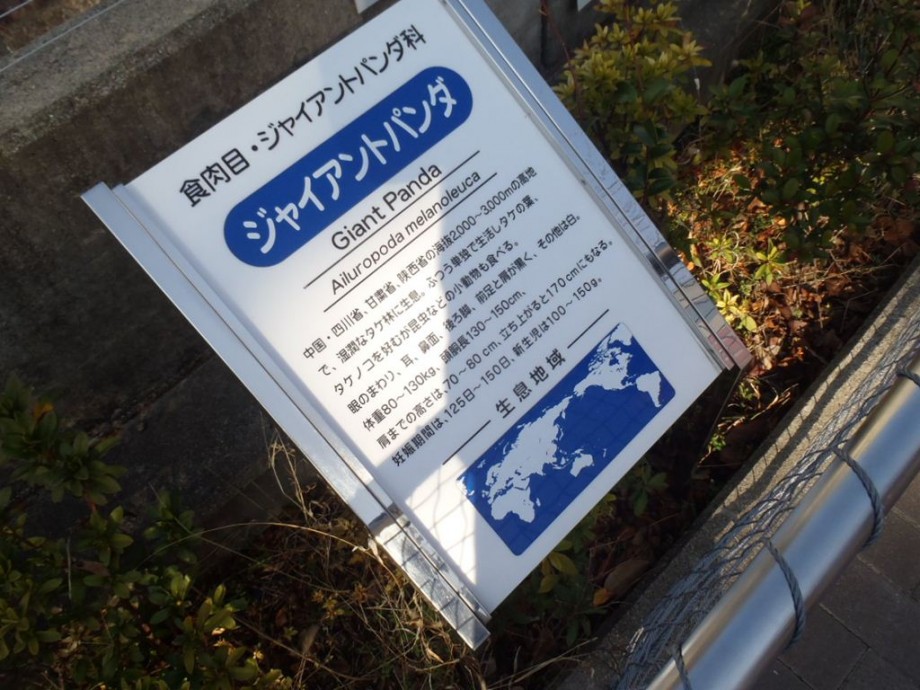 食肉目・ジャイアントパンダ科
ジャイアントパンダ
Giant Panda
Ailuropoda melanoleuca
中国・四川省、甘粛省、陝西省の海抜2,000～3,000mの高地
で、湿潤なタケ林に生息。ふつう単独で生活しタケの葉、
タケノコを好むが昆虫などの小動物も食べる。
眼のまわり、耳、鼻面、後ろ脚、前足と肩が黒く、その他は白。
体重80～130kg、頭胴長130～150cm、
肩までの高さは、70～80cm、立ち上がると170cmにもなる。
妊娠期間は、125日～150日、新生児は100～150g。
生息地域